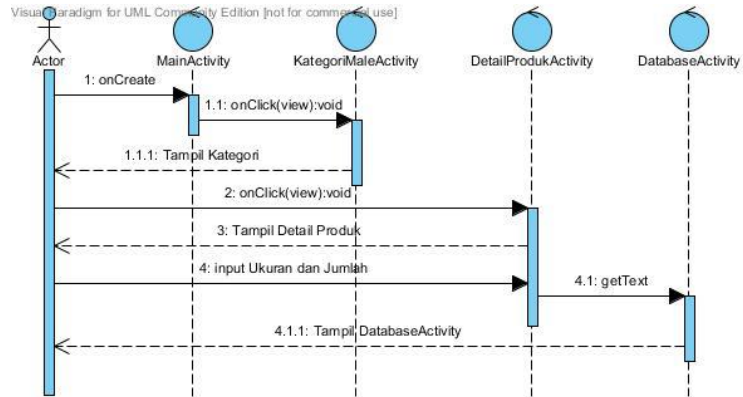 Visual Paradigm for UML Community Edition [not for commercial use]
Actor
MainActivity
KategoriMaleActivity
DetailProdukActivity
DatabaseActivity
1: onCreate
1.1: onClick(view):void
1.1.1: Tampil Kategori
2: onClick(view):void
3: Tampil Detail Produk
4: input Ukuran dan Jumlah
4.1: getText
4.1.1: Tampil DatabaseActivity